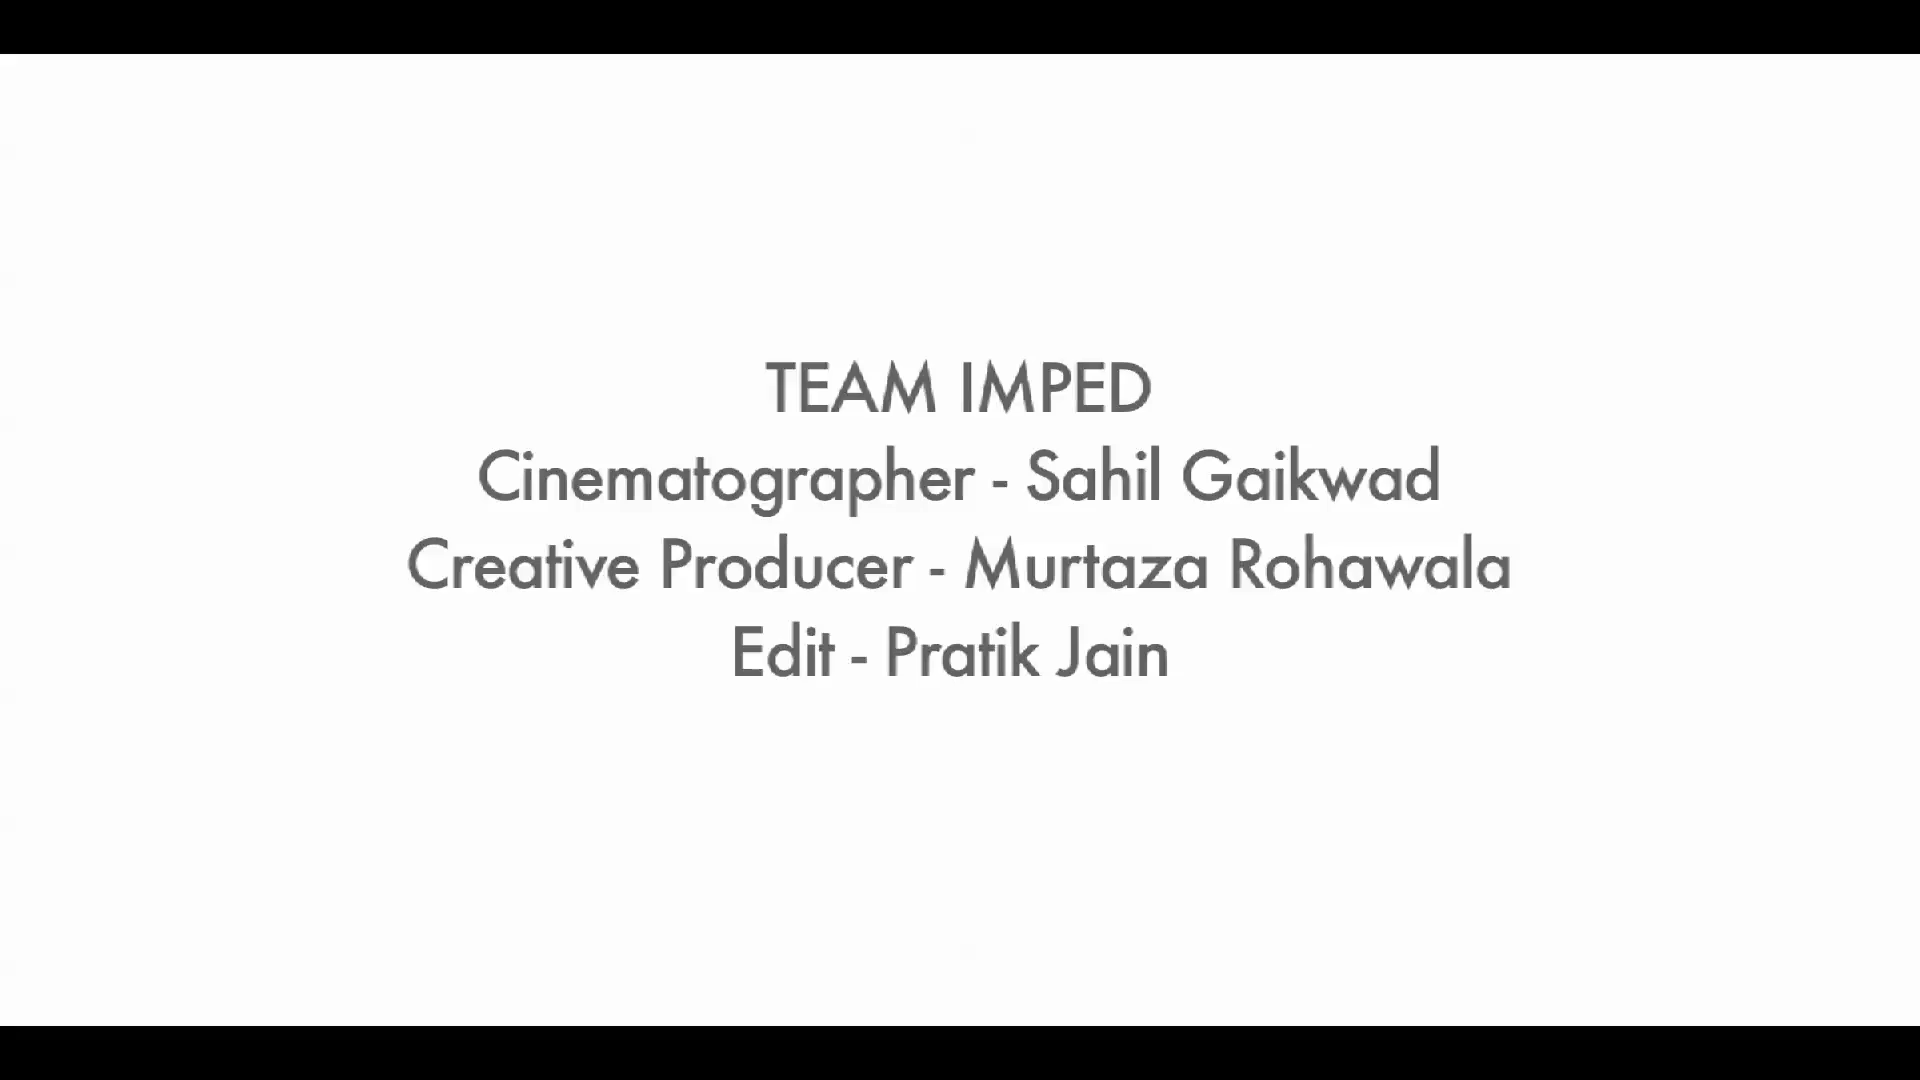 TEAM IMPED
Cinematographer - Sahil Gaikwad
Creative Producer - Murtaza Rohawala
Edit - Pratik Jain